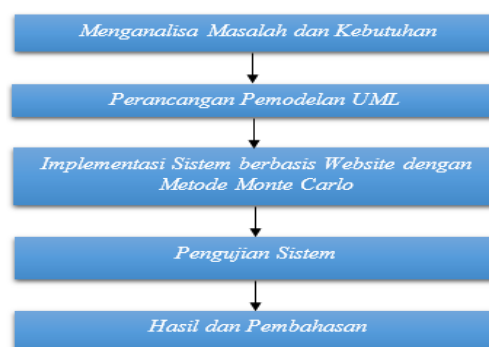 Menganalisa Masalah dan Kebutuhan
Perancangan Pemodelan UML
Implementasi Sistem berbasis Website dengan
Metode Monte Carlo
Pengujian Sistem
Hasil dan Pembahasan